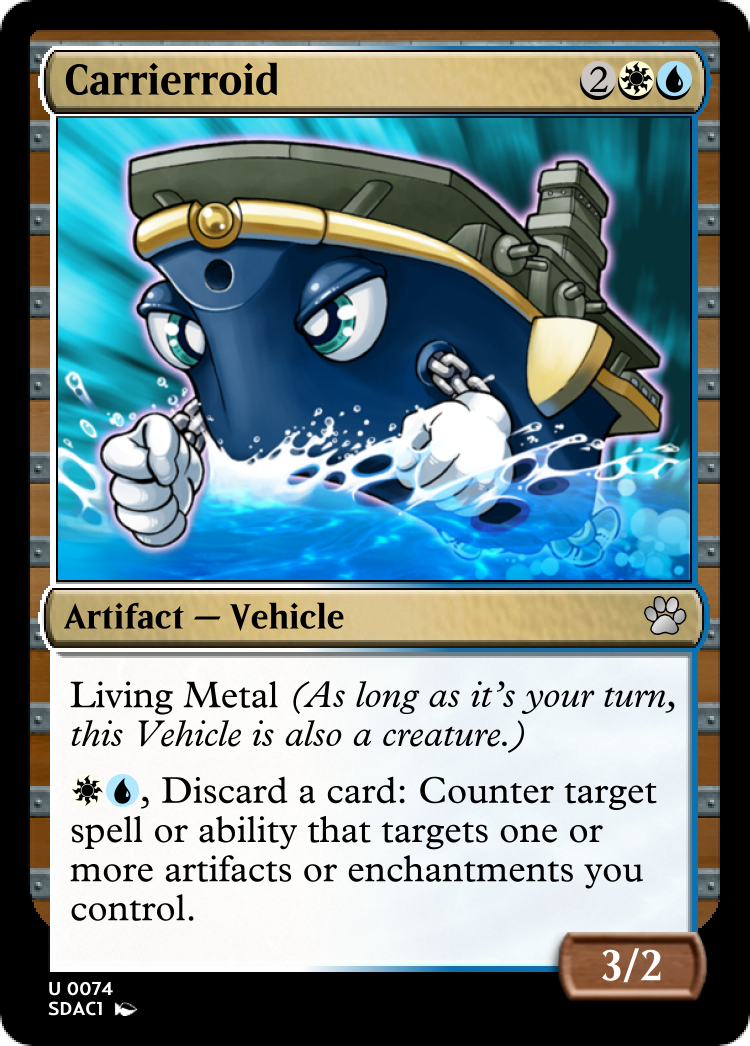 Carrierroid 2
Artifact — Vehicle
Living Metal (As long as it's your turn,
this Vehicle is also a creature.)
, Discard a card: Counter target
spell or ability that targets one or
more artifacts or enchantments you
control.
3/2
U 0074
SDAC1